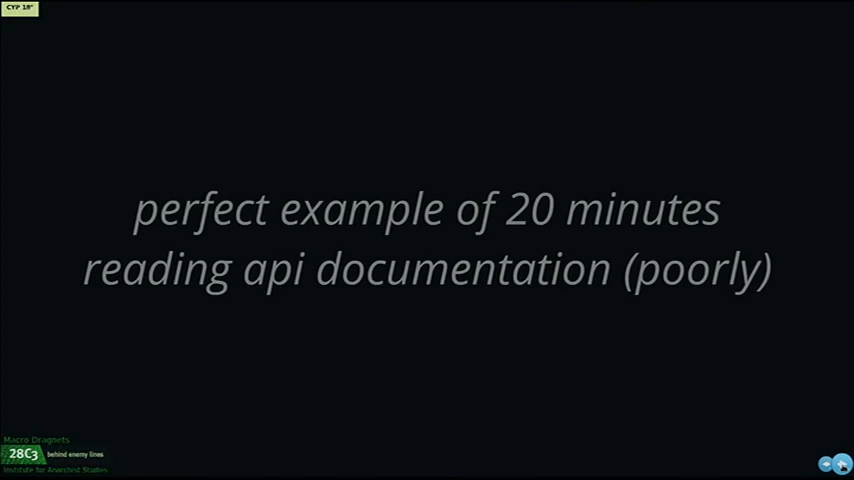 CYP 18"
perfect example of 20 minutes
reading api documentation (poorly)
Macro Dragnets
28C3 behind enemy lines
Institute for Anarchist Studies